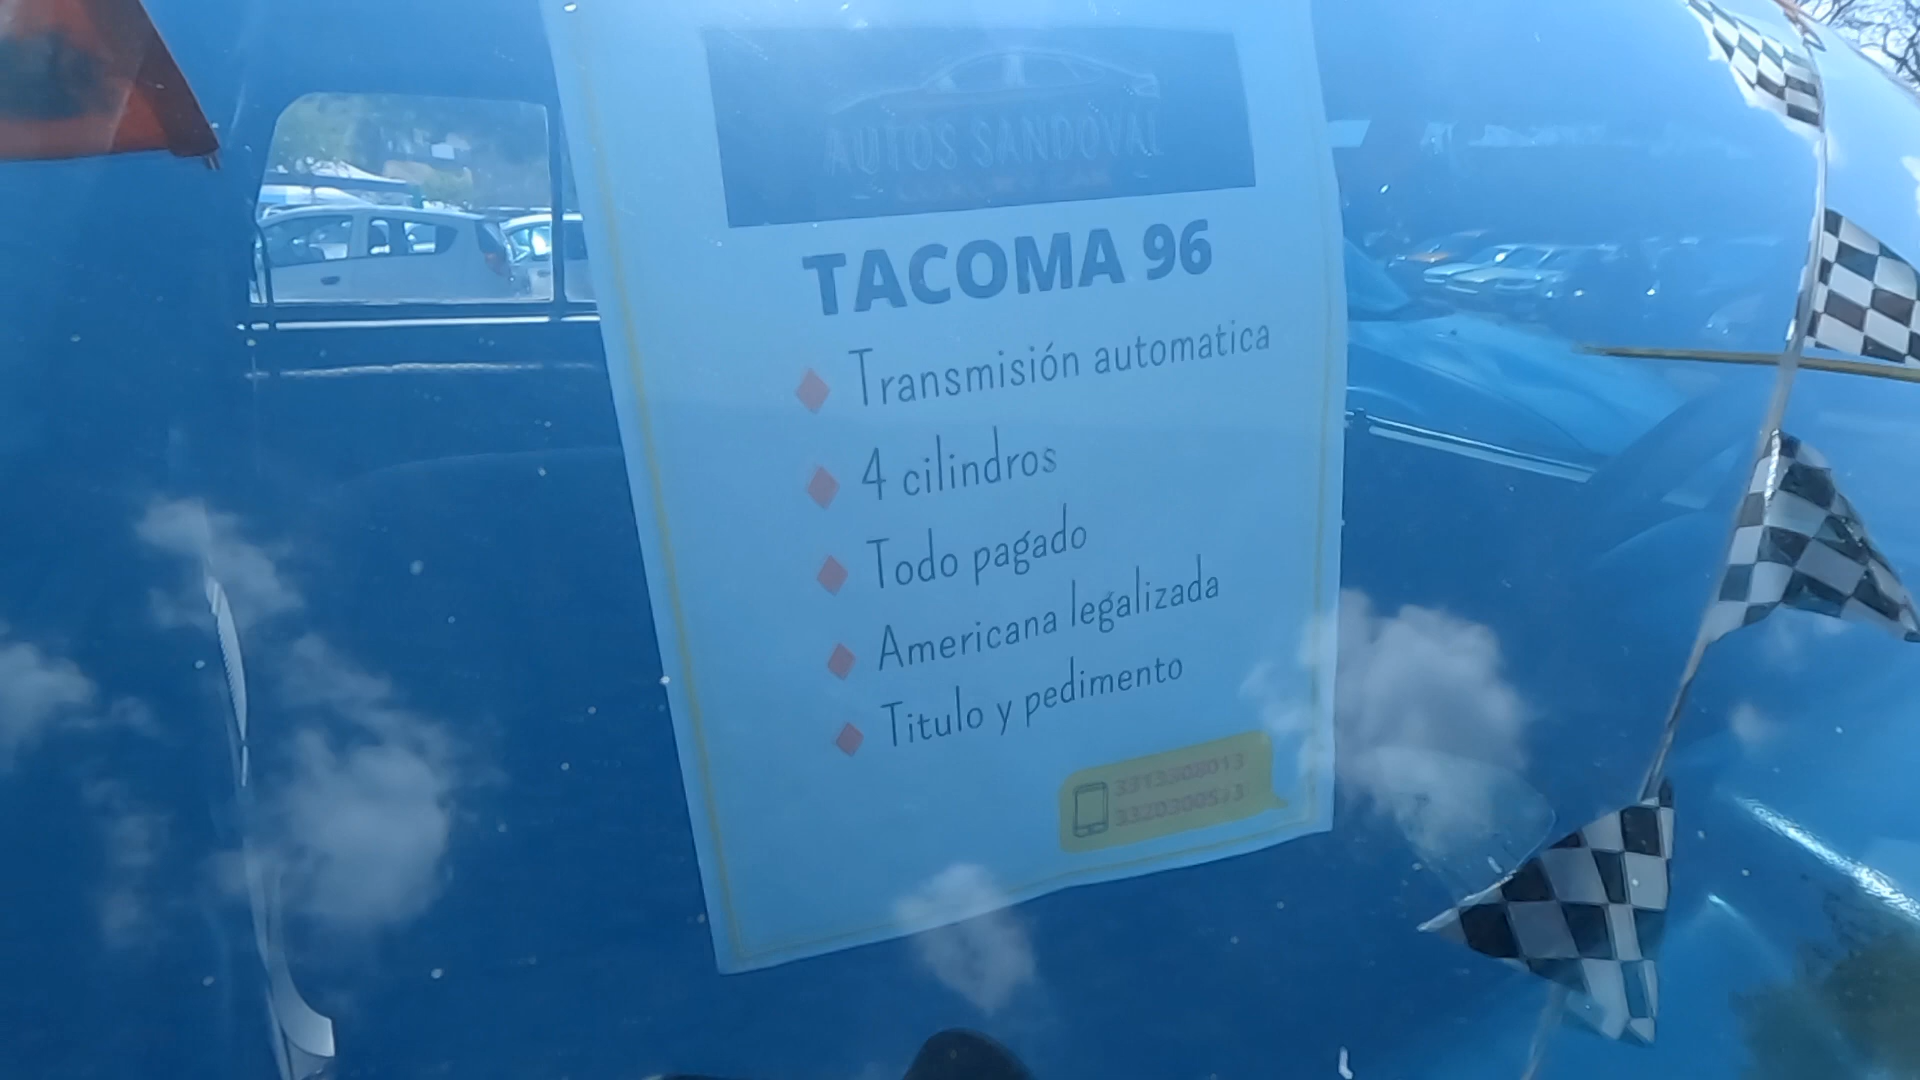 AUTOS SANDOVAL
TACOMA 96
Transmisión automatica
4 cilindros
Todo pagado
Americana legalizada
Titulo y pedimento